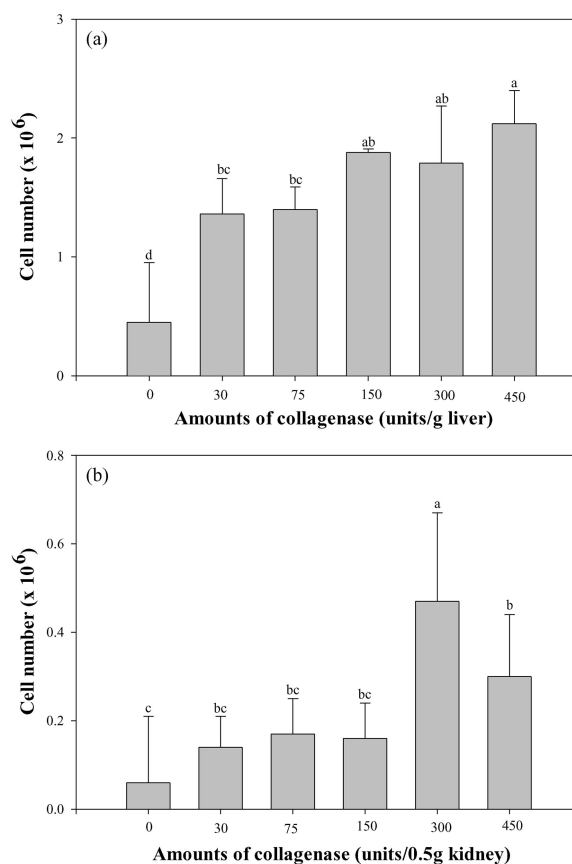 (a)
3
2
1
0
Cell number (x 10^6)
d
bc
bc
ab
ab
a
0 30 75 150 300 450
Amounts of collagenase (units/g liver)
(b)
0.8
0.6
0.4
0.2
0.0
Cell number (x 10^6)
c
bc
bc
bc
a
b
0 30 75 150 300 450
Amounts of collagenase (units/0.5g kidney)